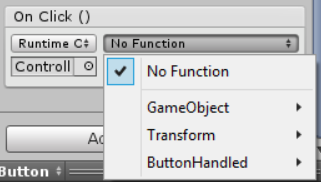 On Click ()
Runtime C
No Function
Controll
No Function
GameObject
Transform
ButtonHandled
Ad
Button